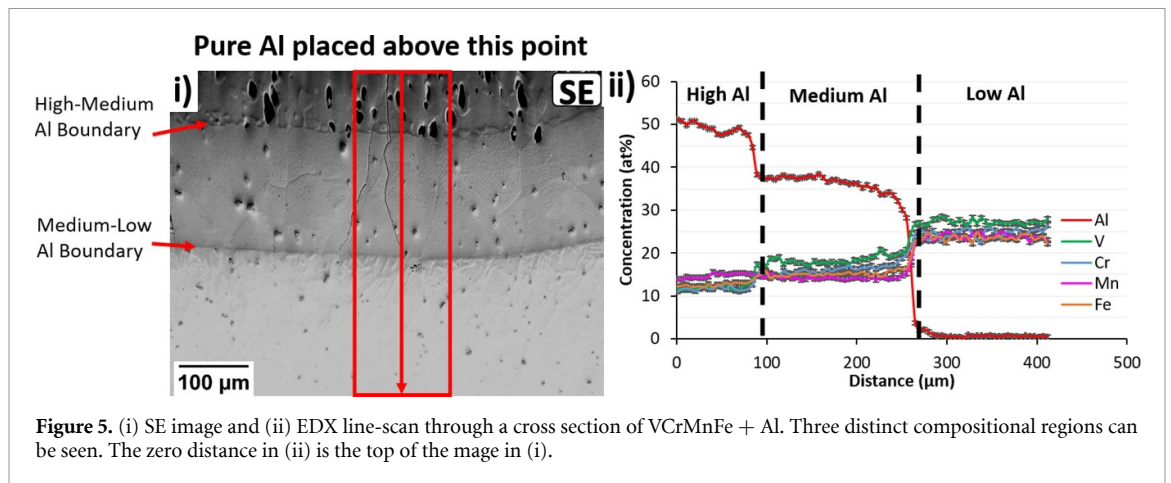 Pure Al placed above this point
High-Medium
Al Boundary
Medium-Low
Al Boundary
i)
SE
100 μm
ii)
High Al
Medium Al
Low Al
Concentration (at%)
60
50
40
30
20
10
0
0
100
200
300
400
500
Distance (μm)
Al
V
Cr
Mn
Fe
Figure 5. (i) SE image and (ii) EDX line-scan through a cross section of VCrMnFe + Al. Three distinct compositional regions can
be seen. The zero distance in (ii) is the top of the mage in (i).